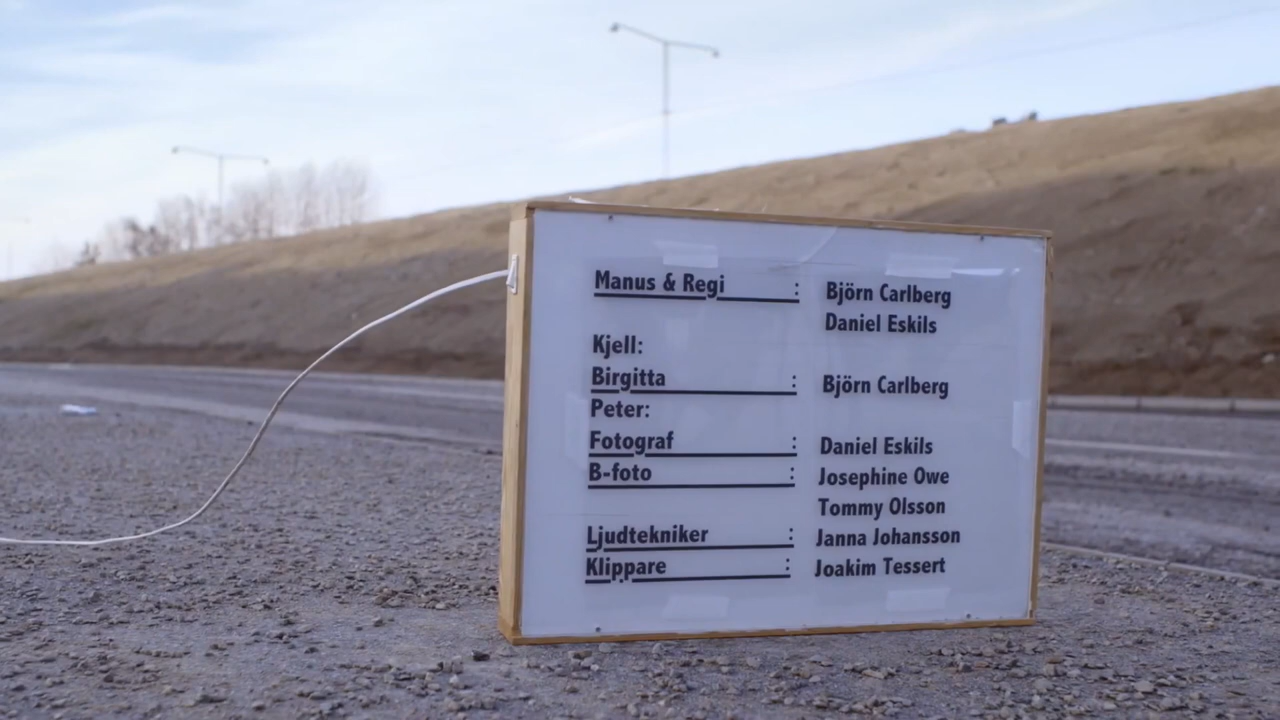 Manus & Regi : Björn Carlberg
Daniel Eskils
Kjell:
Birgitta : Björn Carlberg
Peter:
Fotograf : Daniel Eskils
B-foto : Josephine Owe
Tommy Olsson
Ljudtekniker : Janna Johansson
Klippare : Joakim Tessert